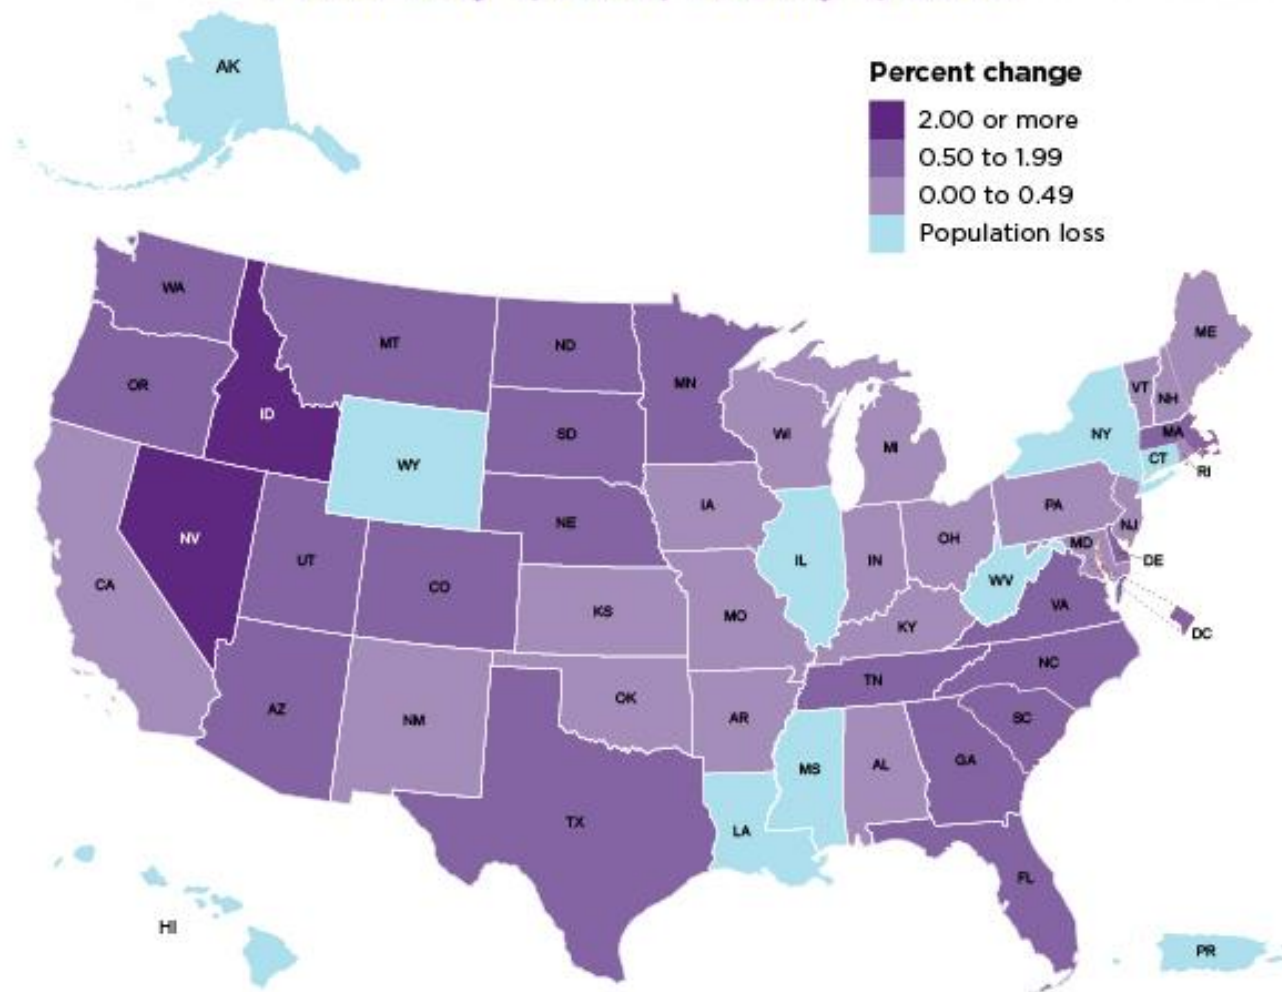 AK
Percent change
2.00 or more
0.50 to 1.99
0.00 to 0.49
Population loss
WA
MT
ND
MN
ME
OR
ID
SD
WI
MI
VT
NH
NY
MA
CT
RI
WY
NE
IA
PA
NJ
NV
UT
CO
IL
IN
OH
MD
DE
CA
KS
MO
WV
VA
KY
DC
AZ
NM
OK
AR
TN
NC
SC
MS
AL
GA
TX
LA
FL
HI
PR